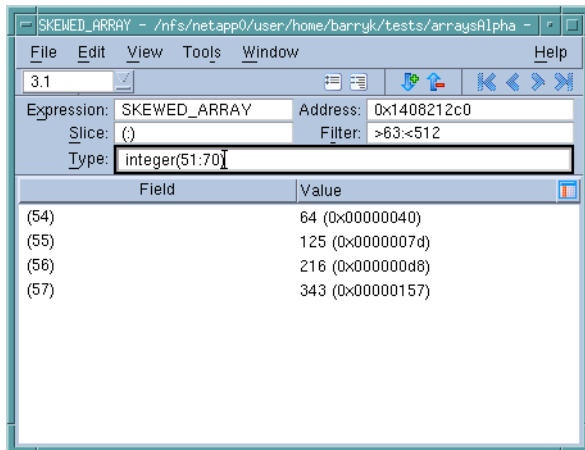 SKEWED_ARRAY - /nfs/netapp0/user/home/barryk/tests/arraysAlpha -
File Edit View Tools Window Help
3.1
Expression: SKEWED_ARRAY Address: 0x1408212c0
Slice: (:) Filter: >63:<512
Type: integer(51:70)
Field Value
(54) 64 (0x00000040)
(55) 125 (0x0000007d)
(56) 216 (0x000000d8)
(57) 343 (0x00000157)